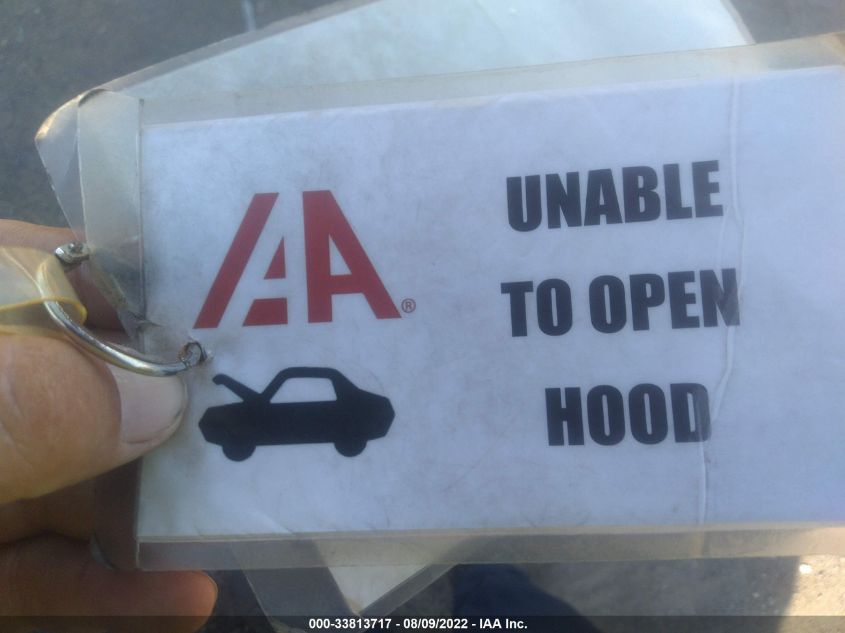 IAA®
UNABLE
TO OPEN
HOOD
000-33813717 - 08/09/2022 - IAA Inc.